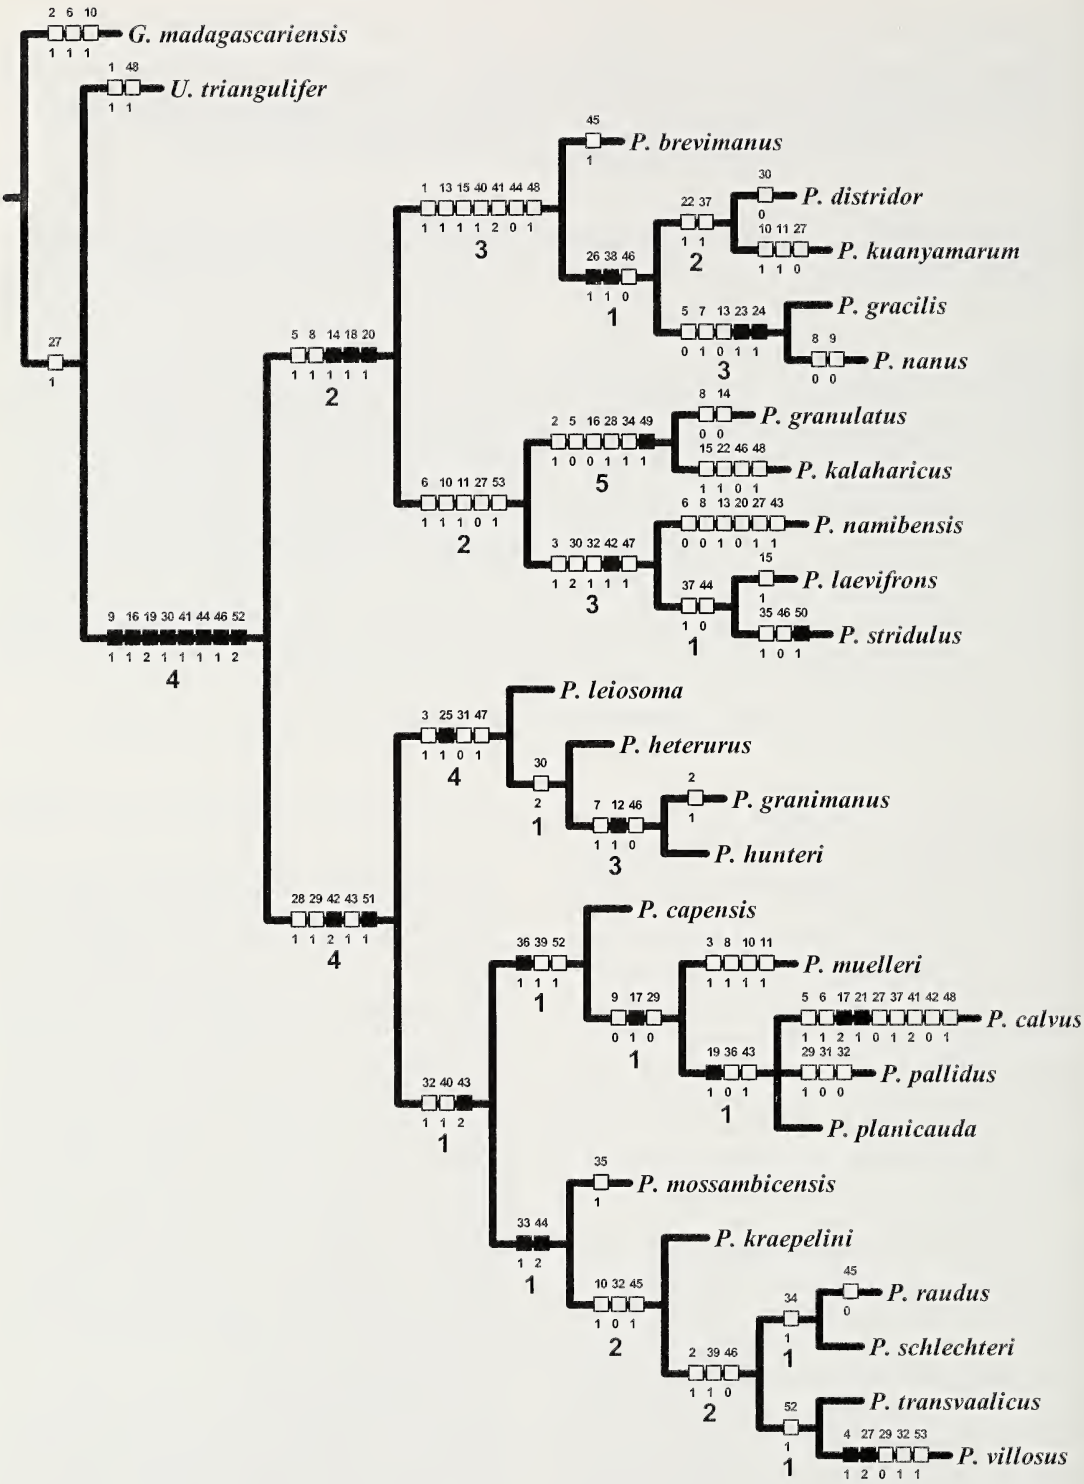 2 6 10
G. madagascariensis
1 1 1
1 48
U. triangulifer
1 1
45
P. brevimanus
1
30
P. distridor
0
1 13 15 40 41 44 48
1 1 1 1 2 0 1
3
22 37
1 1
2
10 11 27
P. kuanyamarum
1 1 0
26 38 46
1 1 0
1
P. gracilis
5 7 13 23 24
0 1 0 1 1
3
8 9
P. nanus
0 0
27
1
5 8 14 18 20
1 1 1 1 1
2
8 14
P. granulatus
0 0
2 5 16 28 34 49
1 0 0 1 1 1
5
15 22 46 48
P. kalaharicus
1 1 0 1
6 10 11 27 53
1 1 1 0 1
2
6 8 13 20 27 43
P. namibensis
0 0 1 0 1 1
3 30 32 42 47
1 2 1 1 1
3
15
P. laevifrons
1
37 44
1 0
1
35 46 50
P. stridulus
1 0 1
9 16 19 30 41 44 46 52
1 1 2 1 1 1 1 2
4
P. leiosoma
3 25 31 47
1 1 0 1
4
P. heterurus
30
2
1
2
P. granimanus
1
7 12 46
1 1 0
3
P. hunteri
28 29 42 43 51
1 1 2 1 1
4
P. capensis
36 39 52
1 1 1
1
3 8 10 11
P. muelleri
1 1 1 1
9 17 29
0 1 0
1
5 6 17 21 27 37 41 42 48
P. calvus
1 1 2 1 0 1 2 0 1
19 36 43
1 0 1
1
29 31 32
P. pallidus
1 0 0
32 40 43
1 1 2
1
P. planicauda
35
P. mossambicensis
1
33 44
1 2
1
P. kraepelini
10 32 45
1 0 1
2
45
P. raudus
0
34
1
1
P. schlechteri
2 39 46
1 1 0
2
P. transvaalicus
52
1
1
4 27 29 32 53
P. villosus
1 2 0 1 1